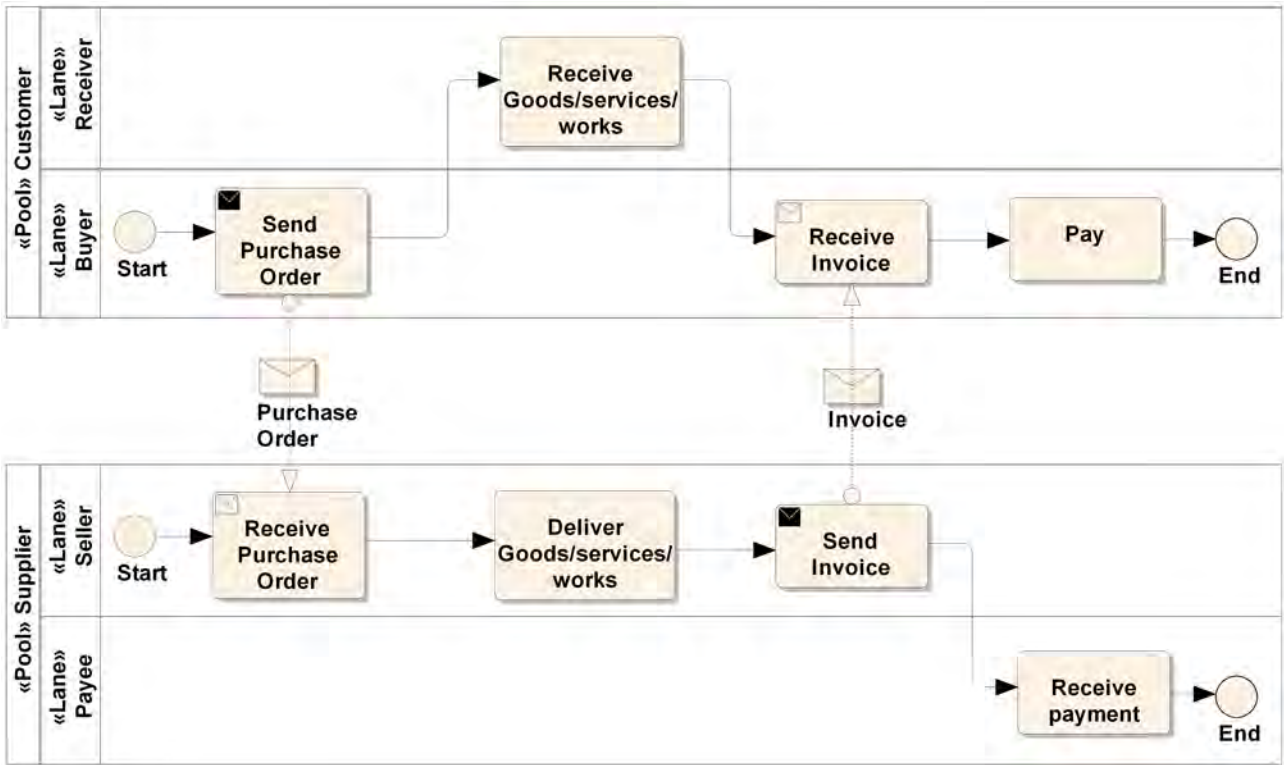 «Pool» Customer
«Lane»
Receiver
Receive
Goods/services/
works
«Lane»
Buyer
Start
Send
Purchase
Order
Receive
Invoice
Pay
End
Purchase
Order
Invoice
«Pool» Supplier
«Lane»
Seller
Start
Receive
Purchase
Order
Deliver
Goods/services/
works
Send
Invoice
«Lane»
Payee
Receive
payment
End